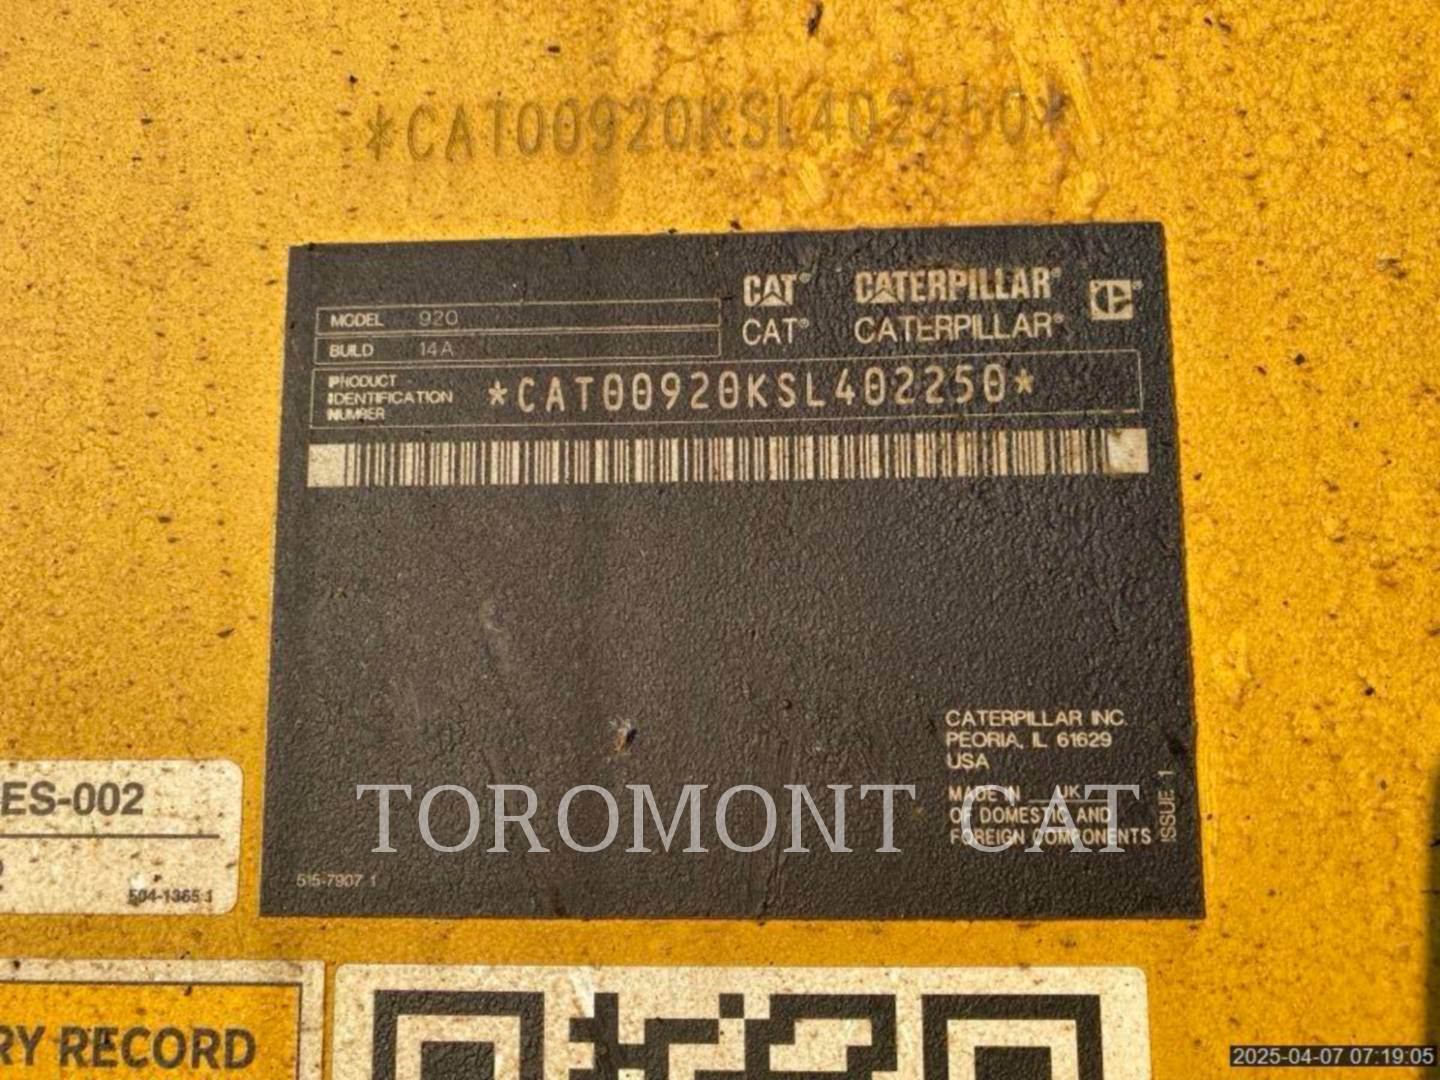 *CAT00920KSL402250*
CAT® CATERPILLAR®
MODEL 920
CAT® CATERPILLAR®
BUILD 14A
PRODUCT
IDENTIFICATION
NUMBER
*CAT00920KSL402250*
CATERPILLAR INC.
PEORIA, IL 61629
USA
MADE IN UK
OF DOMESTIC AND
FOREIGN COMPONENTS
ISSUE 1
515-7907 1
TOROMONT CAT
ES-002
504-1365 1
RY RECORD
2025-04-07 07:19:05